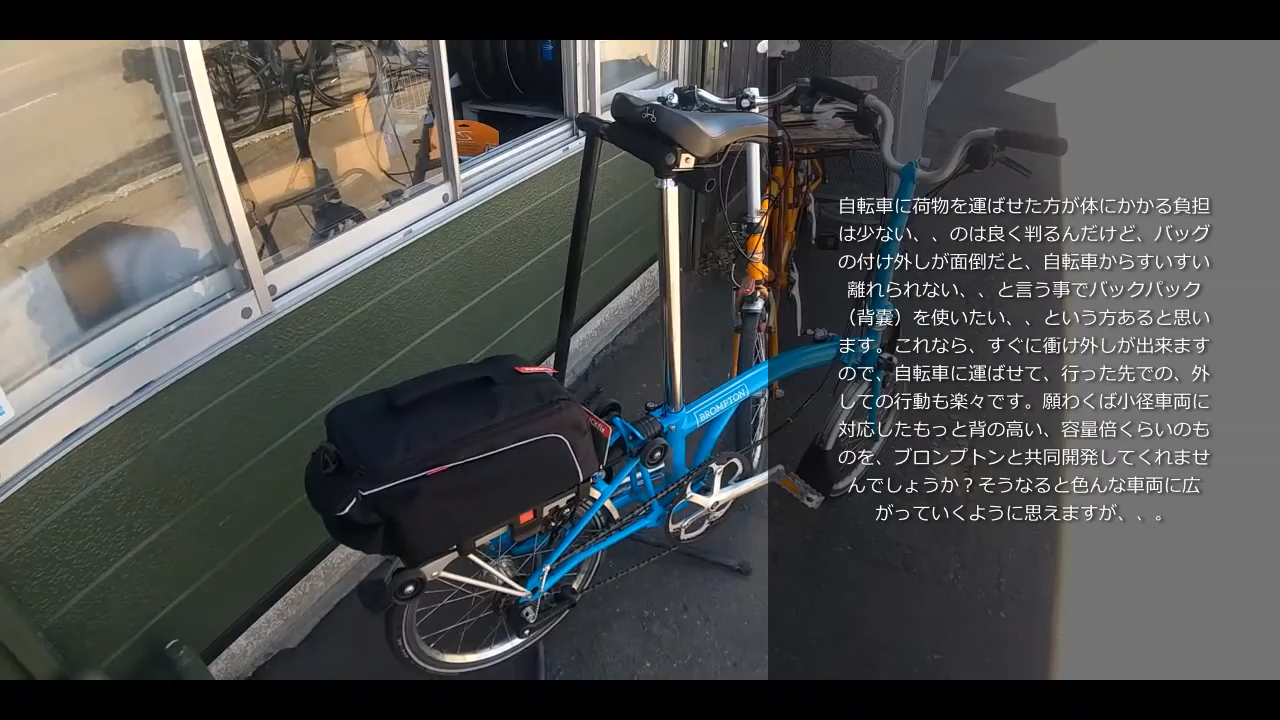 自転車に荷物を運ばせた方が体にかかる負担
は少ない、、のは良く判るんだけど、バッグ
の付け外しが面倒だと、自転車からすいすい
離れられない、、と言う事でバックパック
（背嚢）を使いたい、、という方あると思い
ます。これなら、すぐに衝け外しが出来ます
ので、自転車に運ばせて、行った先での、外
しての行動も楽々です。願わくば小径車両に
対応したもっと背の高い、容量倍くらいのも
のを、ブロンプトンと共同開発してくれませ
んでしょうか？そうなると色んな車両に広
がっていくように思えますが、、、。
BROMPTON